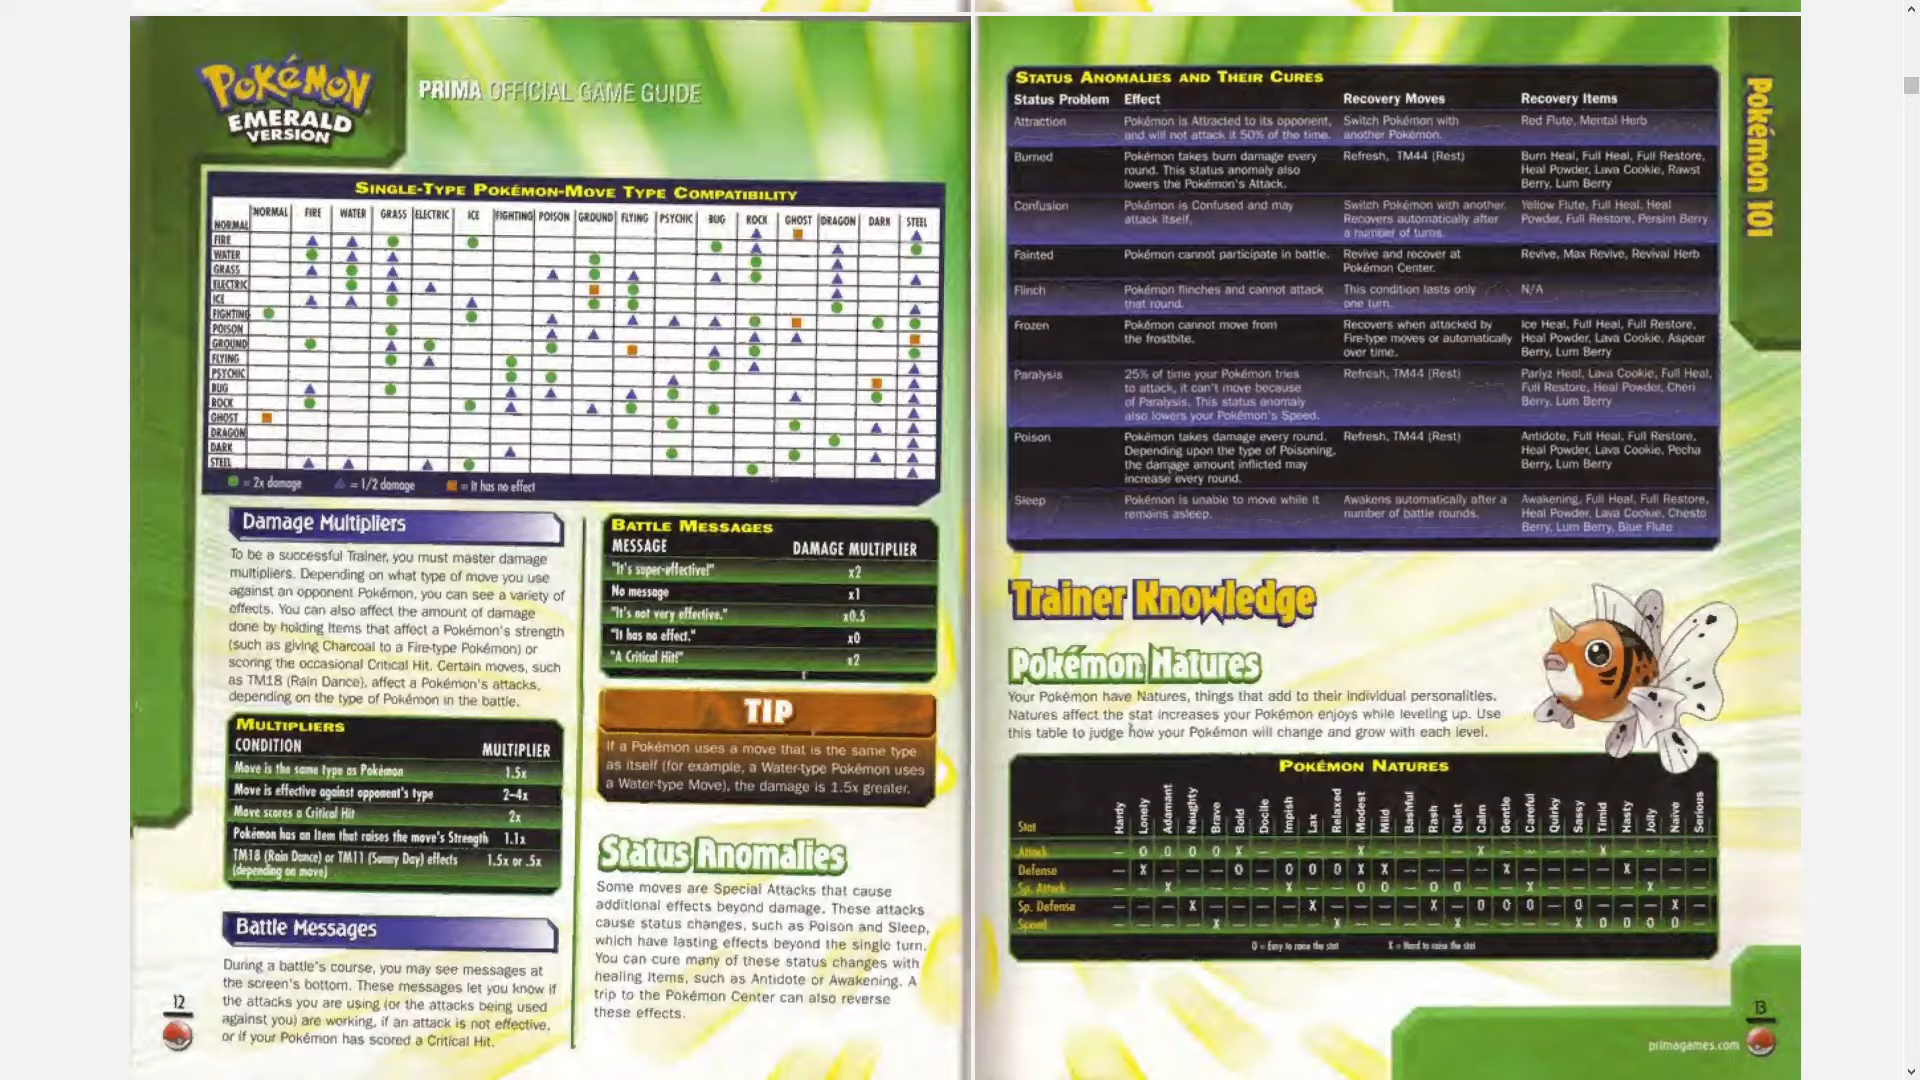 POKéMON
EMERALD
VERSION
PRIMA OFFICIAL GAME GUIDE
SINGLE-TYPE POKÉMON-MOVE TYPE COMPATIBILITY
NORMAL FIRE WATER GRASS ELECTRIC ICE FIGHTING POISON GROUND FLYING PSYCHIC BUG ROCK GHOST DRAGON DARK STEEL
NORMAL
FIRE
WATER
GRASS
ELECTRIC
ICE
FIGHTING
POISON
GROUND
FLYING
PSYCHIC
BUG
ROCK
GHOST
DRAGON
DARK
STEEL
= 2x damage = 1/2 damage = It has no effect
Damage Multipliers
To be a successful Trainer, you must master damage
multipliers. Depending on what type of move you use
against an opponent Pokémon, you can see a variety of
effects. You can also affect the amount of damage
done by holding Items that affect a Pokémon's strength
(such as giving Charcoal to a Fire-type Pokémon) or
scoring the occasional Critical Hit. Certain moves, such
as TM18 (Rain Dance), affect a Pokémon's attacks,
depending on the type of Pokémon in the battle.
MULTIPLIERS
CONDITION MULTIPLIER
Move is the same type as Pokémon 1.5x
Move is effective against opponent's type 2–4x
Move scores a Critical Hit 2x
Pokémon has an Item that raises the move's Strength 1.1x
TM18 (Rain Dance) or TM11 (Sunny Day) effects 1.5x or .5x
(depending on move)
Battle Messages
During a battle's course, you may see messages at
the screen's bottom. These messages let you know if
the attacks you are using (or the attacks being used
against you) are working, if an attack is not effective,
or if your Pokémon has scored a Critical Hit.
12
BATTLE MESSAGES
MESSAGE DAMAGE MULTIPLIER
"It's super-effective!" x2
No message x1
"It's not very effective." x0.5
"It has no effect." x0
"A Critical Hit!" x2
TIP
If a Pokémon uses a move that is the same type
as itself (for example, a Water-type Pokémon uses
a Water-type Move), the damage is 1.5x greater.
Status Anomalies
Some moves are Special Attacks that cause
additional effects beyond damage. These attacks
cause status changes, such as Poison and Sleep,
which have lasting effects beyond the single turn.
You can cure many of these status changes with
healing Items, such as Antidote or Awakening. A
trip to the Pokémon Center can also reverse
these effects.
STATUS ANOMALIES AND THEIR CURES
Status Problem Effect Recovery Moves Recovery Items
Attraction Pokémon is Attracted to its opponent, Switch Pokémon with Red Flute, Mental Herb
and will not attack it 50% of the time. another Pokémon.
Burned Pokémon takes burn damage every Refresh, TM44 (Rest) Burn Heal, Full Heal, Full Restore,
round. This status anomaly also Heal Powder, Lava Cookie, Rawst
lowers the Pokémon's Attack. Berry, Lum Berry
Confusion Pokémon is Confused and may Switch Pokémon with another. Yellow Flute, Full Heal, Heal
attack itself. Recovers automatically after Powder, Full Restore, Persim Berry
a number of turns.
Fainted Pokémon cannot participate in battle. Revive and recover at Revive, Max Revive, Revival Herb
Pokémon Center.
Flinch Pokémon flinches and cannot attack This condition lasts only N/A
that round. one turn.
Frozen Pokémon cannot move from Recovers when attacked by Ice Heal, Full Heal, Full Restore,
the frostbite. Fire-type moves or automatically Heal Powder, Lava Cookie, Aspear
over time. Berry, Lum Berry
Paralysis 25% of time your Pokémon tries Refresh, TM44 (Rest) Parlyz Heal, Lava Cookie, Full Heal,
to attack, it can't move because Full Restore, Heal Powder, Cheri
of Paralysis. This status anomaly Berry, Lum Berry
also lowers your Pokémon's Speed.
Poison Pokémon takes damage every round. Refresh, TM44 (Rest) Antidote, Full Heal, Full Restore,
Depending upon the type of Poisoning, Heal Powder, Lava Cookie, Pecha
the damage amount inflicted may Berry, Lum Berry
increase every round.
Sleep Pokémon is unable to move while it Awakens automatically after a Awakening, Full Heal, Full Restore,
remains asleep. number of battle rounds. Heal Powder, Lava Cookie, Chesto
Berry, Lum Berry, Blue Flute
Pokémon 101
Trainer Knowledge
Pokémon Natures
Your Pokémon have Natures, things that add to their individual personalities.
Natures affect the stat increases your Pokémon enjoys while leveling up. Use
this table to judge how your Pokémon will change and grow with each level.
POKÉMON NATURES
Stat Hardy Lonely Adamant Naughty Brave Bold Docile Impish Lax Relaxed Modest Mild Bashful Rash Quiet Calm Gentle Careful Quirky Sassy Timid Hasty Jolly Naive Serious
Attack — O O O O X — — — — X — — — — X — — — — X — — — —
Defense — X — — — O — O O O X X — — — — X — — — — X — — —
Sp. Attack — — X — — — — X — — O O — O O — — X — — — — X — —
Sp. Defense — — — X — — — — X — — — — X — O O O — O — — — X —
Speed — — — — X — — — — X — — — — X — — — — X O O O O —
O = Easy to raise the stat X = Hard to raise the stat
13
primagames.com